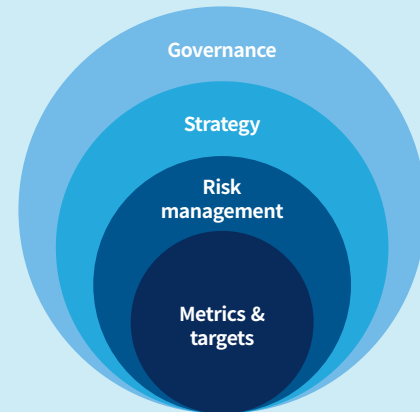 Governance
Strategy
Risk
management
Metrics &
targets